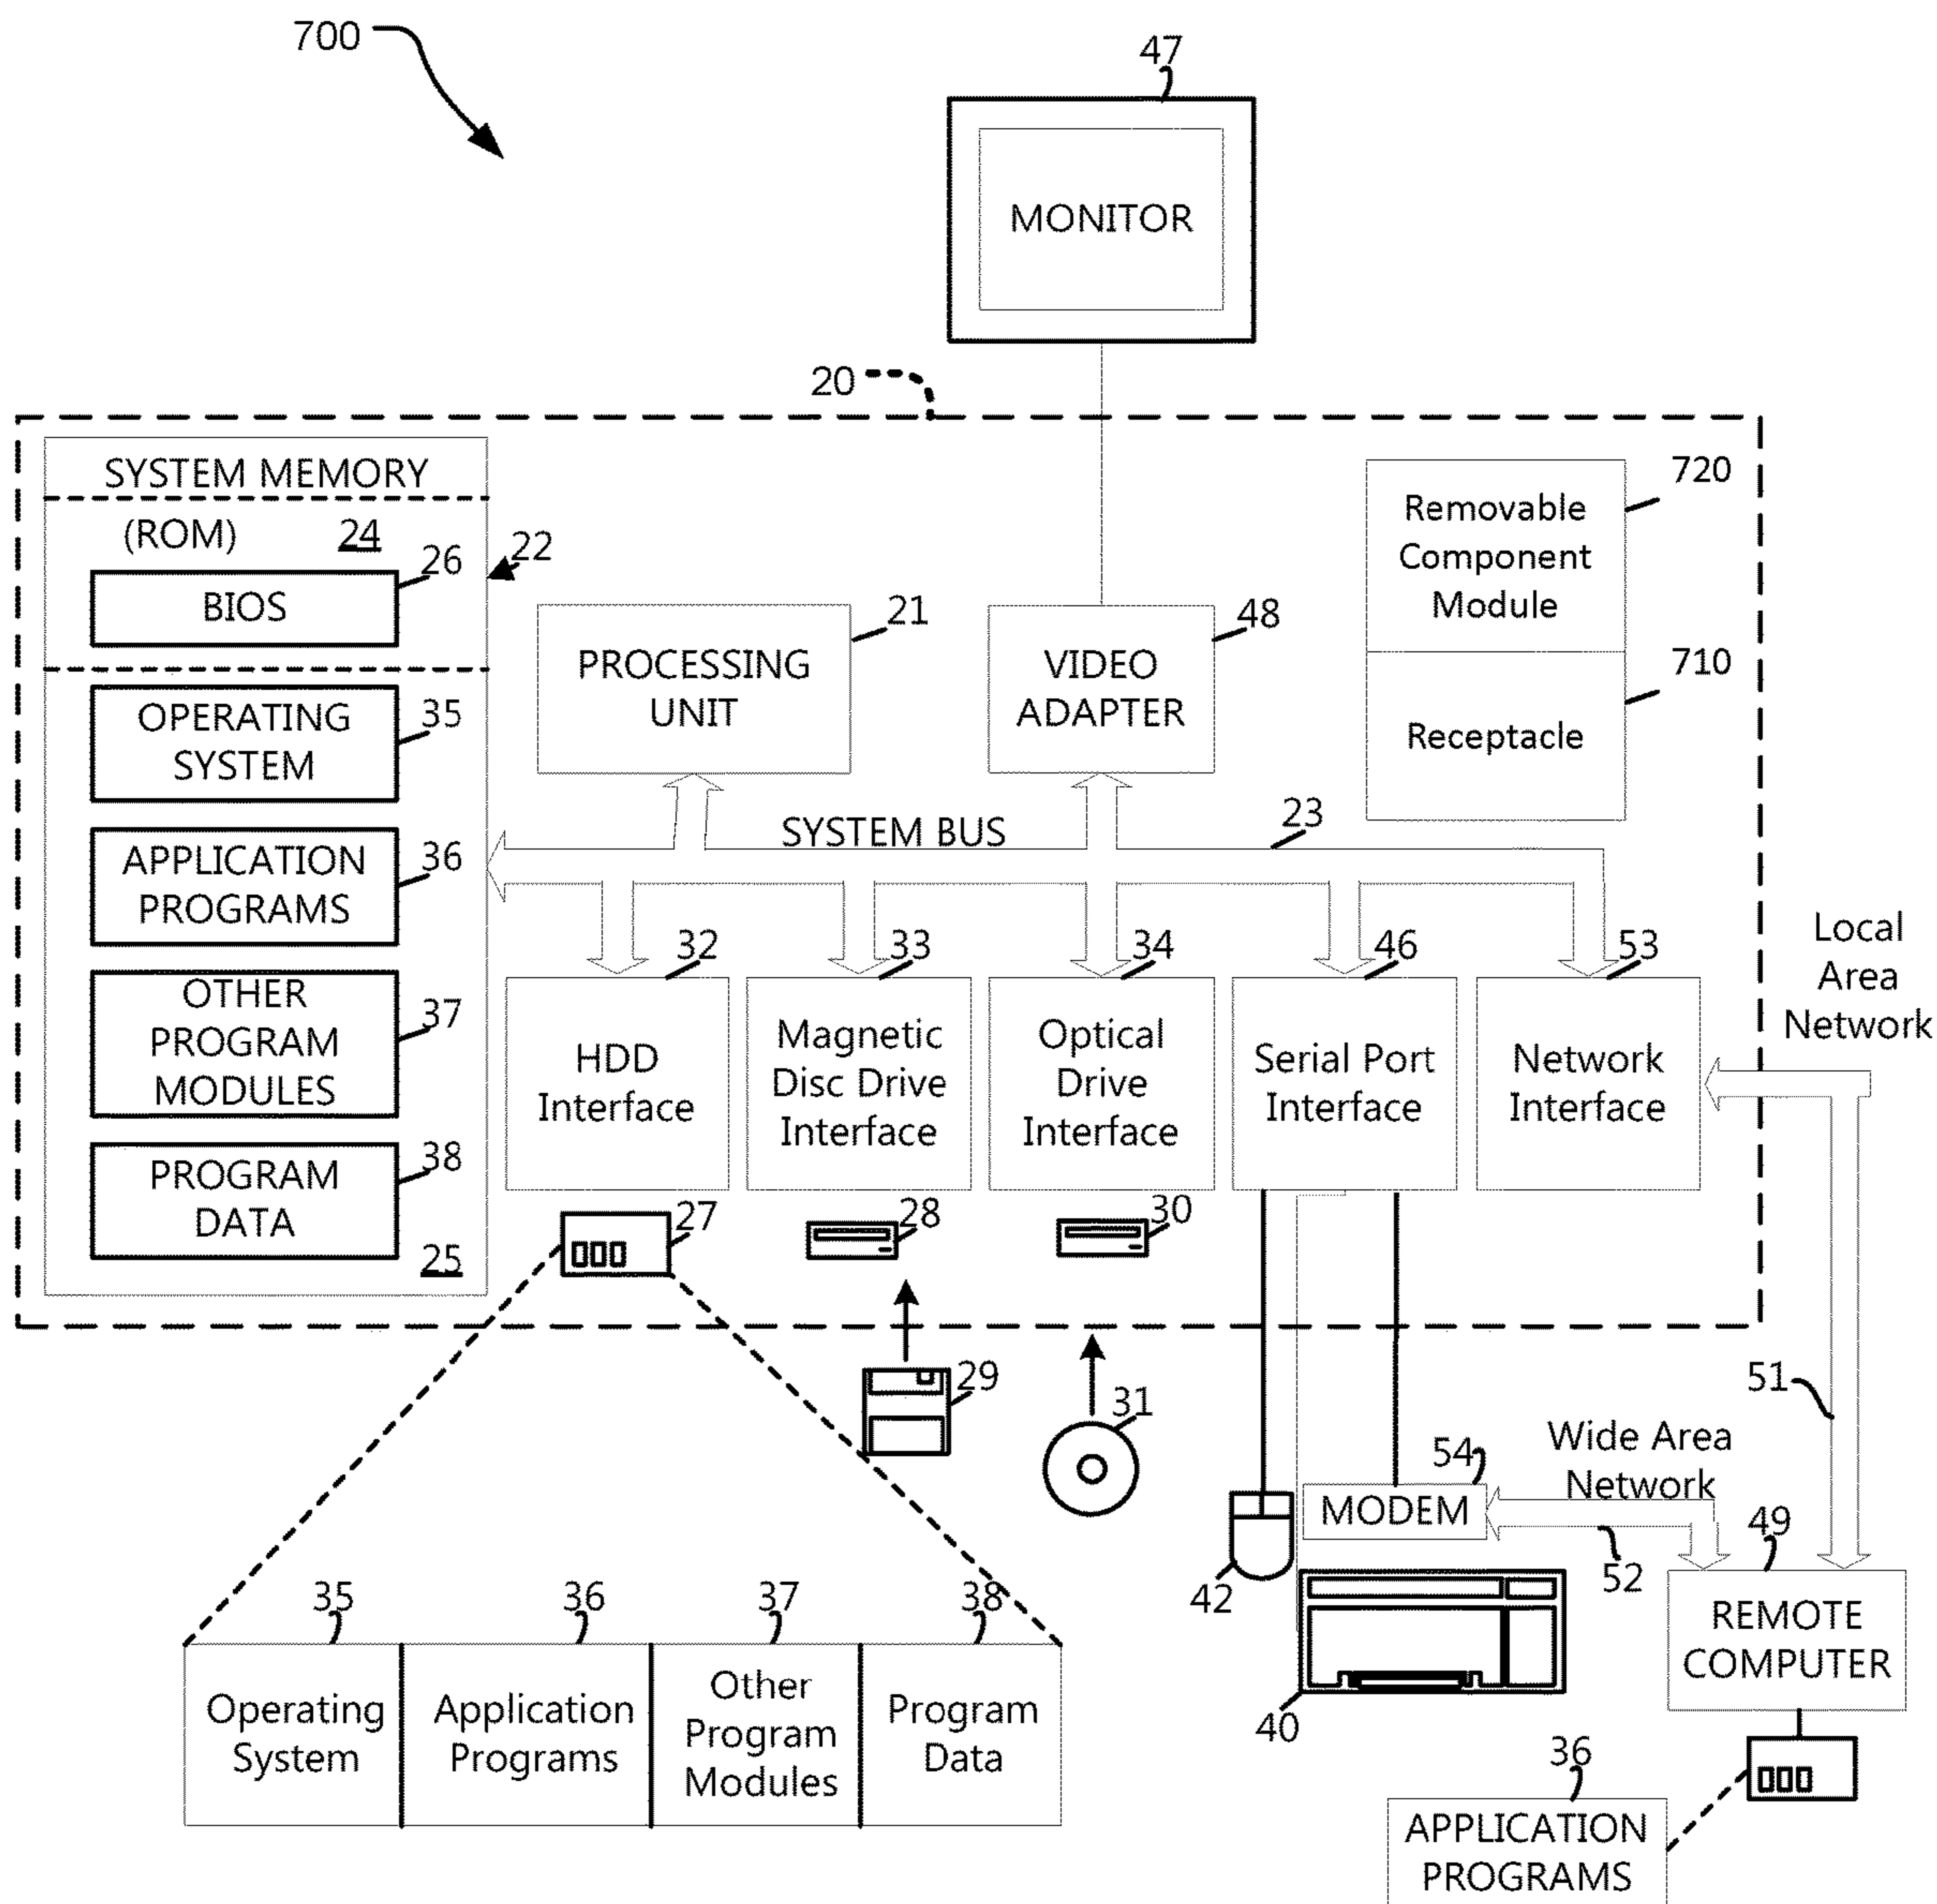 700
47
MONITOR
20
SYSTEM MEMORY
(ROM)
24
22
26
BIOS
35
OPERATING
SYSTEM
36
APPLICATION
PROGRAMS
37
OTHER
PROGRAM
MODULES
38
PROGRAM
DATA
25
21
PROCESSING
UNIT
48
VIDEO
ADAPTER
720
Removable
Component
Module
710
Receptacle
SYSTEM BUS
23
32
HDD
Interface
33
Magnetic
Disc Drive
Interface
34
Optical
Drive
Interface
46
Serial Port
Interface
53
Network
Interface
Local
Area
Network
27
28
30
29
31
51
Wide Area
Network
54
MODEM
52
49
REMOTE
COMPUTER
42
40
35
Operating
System
36
Application
Programs
37
Other
Program
Modules
38
Program
Data
36
APPLICATION
PROGRAMS